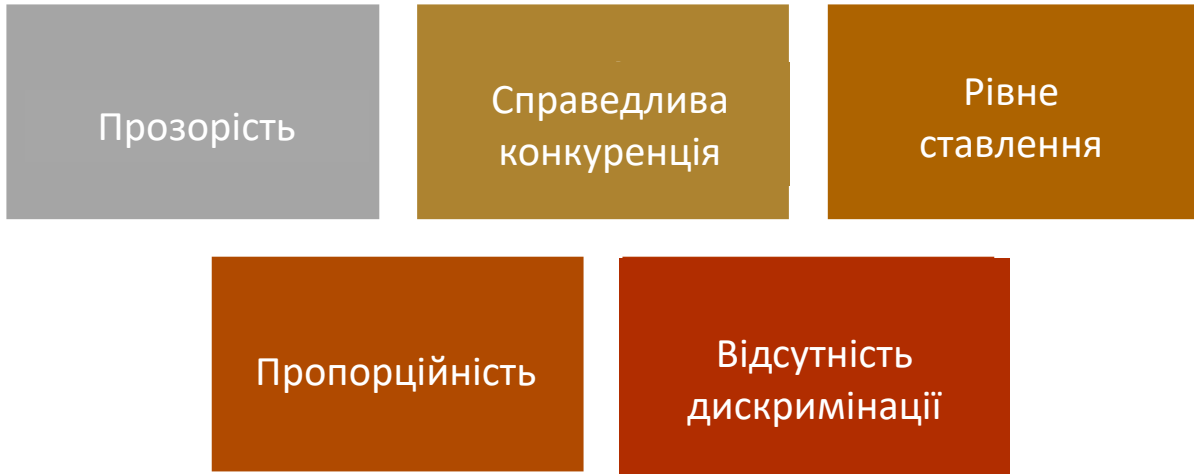 Прозорість
Справедлива
конкуренція
Рівне
ставлення
Пропорційність
Відсутність
дискримінації